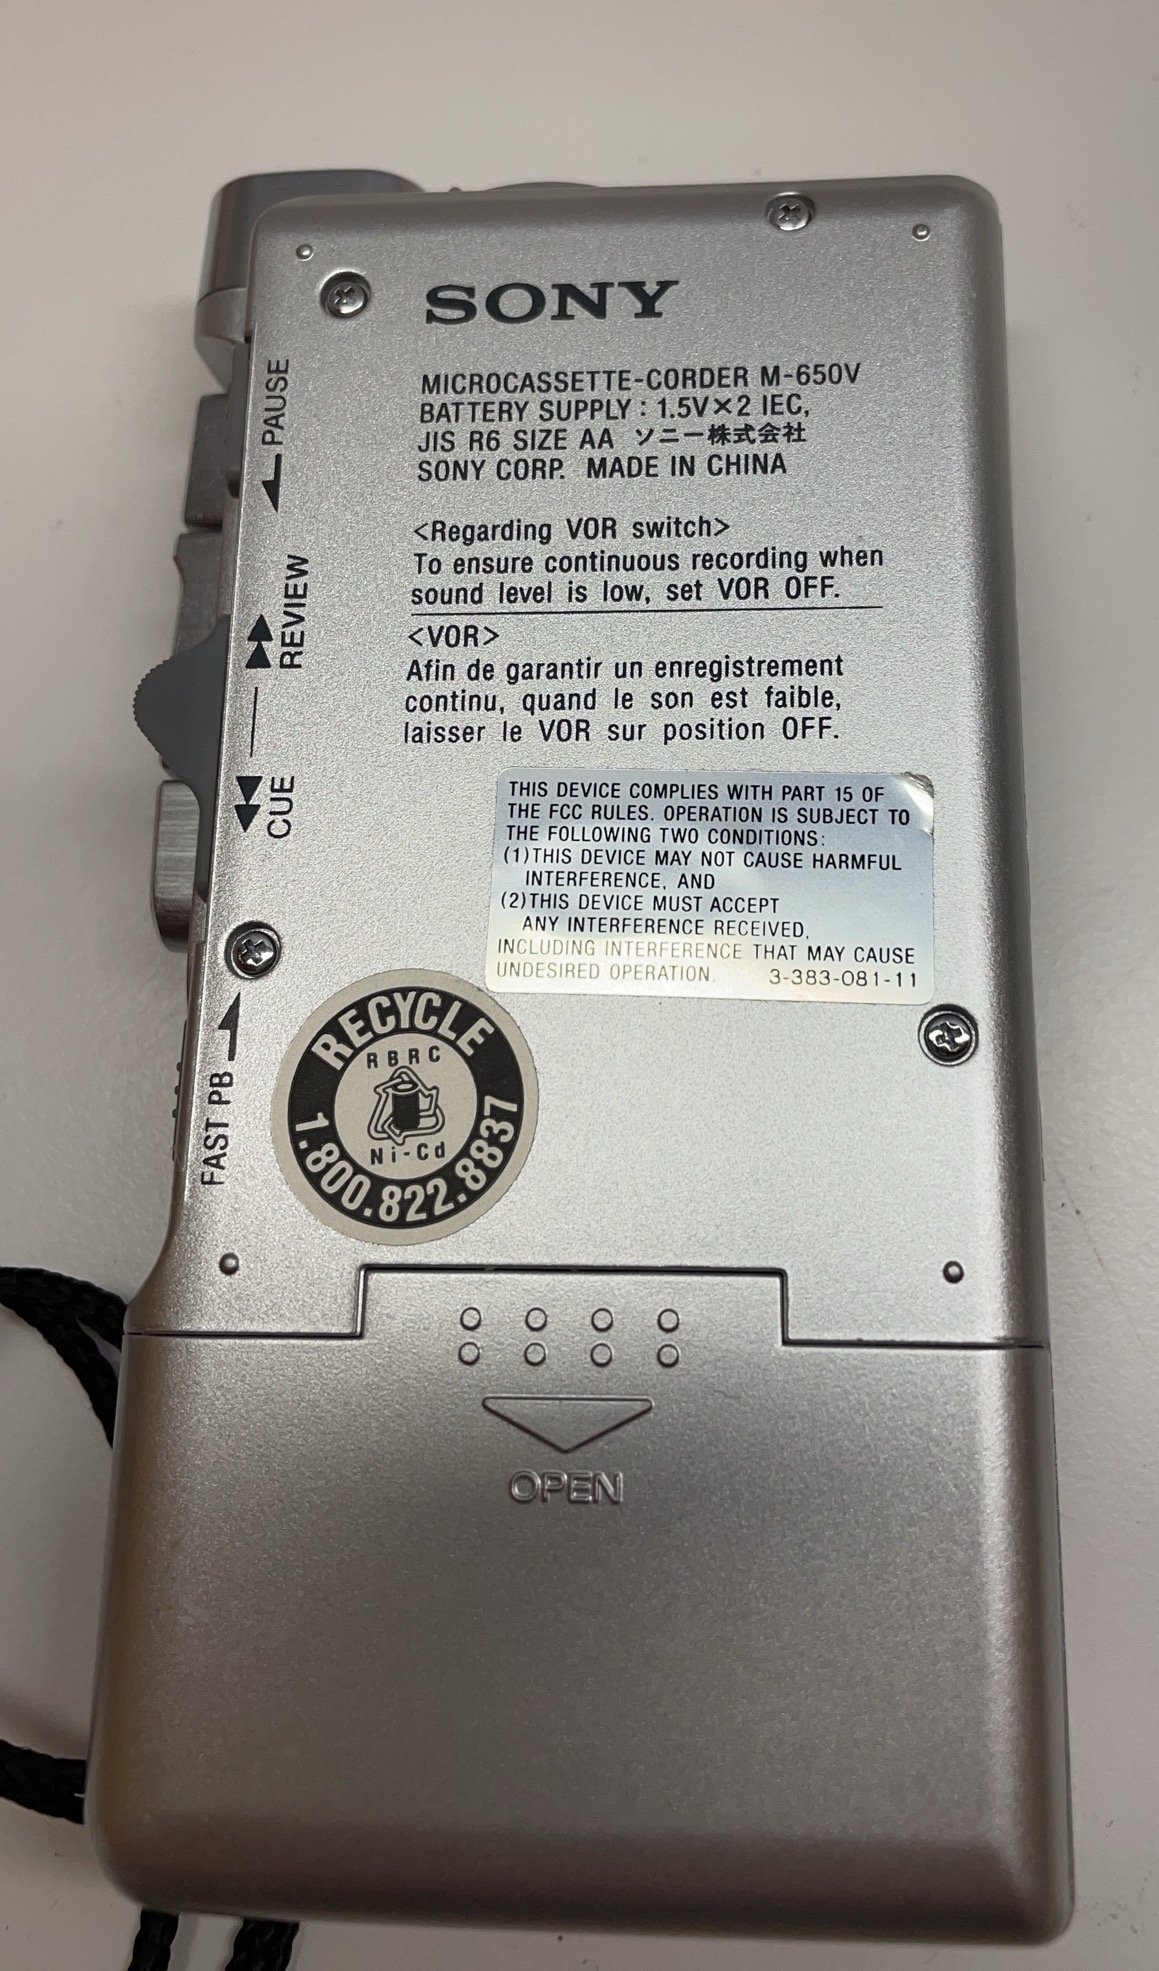 SONY
MICROCASSETTE-CORDER M-650V
BATTERY SUPPLY : 1.5V×2 IEC,
JIS R6 SIZE AA ソニー株式会社
SONY CORP. MADE IN CHINA
<Regarding VOR switch>
To ensure continuous recording when
sound level is low, set VOR OFF.
<VOR>
Afin de garantir un enregistrement
continu, quand le son est faible,
laisser le VOR sur position OFF.
PAUSE
REVIEW
CUE
FAST PB
THIS DEVICE COMPLIES WITH PART 15 OF
THE FCC RULES. OPERATION IS SUBJECT TO
THE FOLLOWING TWO CONDITIONS:
(1)THIS DEVICE MAY NOT CAUSE HARMFUL
INTERFERENCE, AND
(2)THIS DEVICE MUST ACCEPT
ANY INTERFERENCE RECEIVED,
INCLUDING INTERFERENCE THAT MAY CAUSE
UNDESIRED OPERATION. 3-383-081-11
RECYCLE
RBRC
Ni-Cd
1.800.822.8837
OPEN